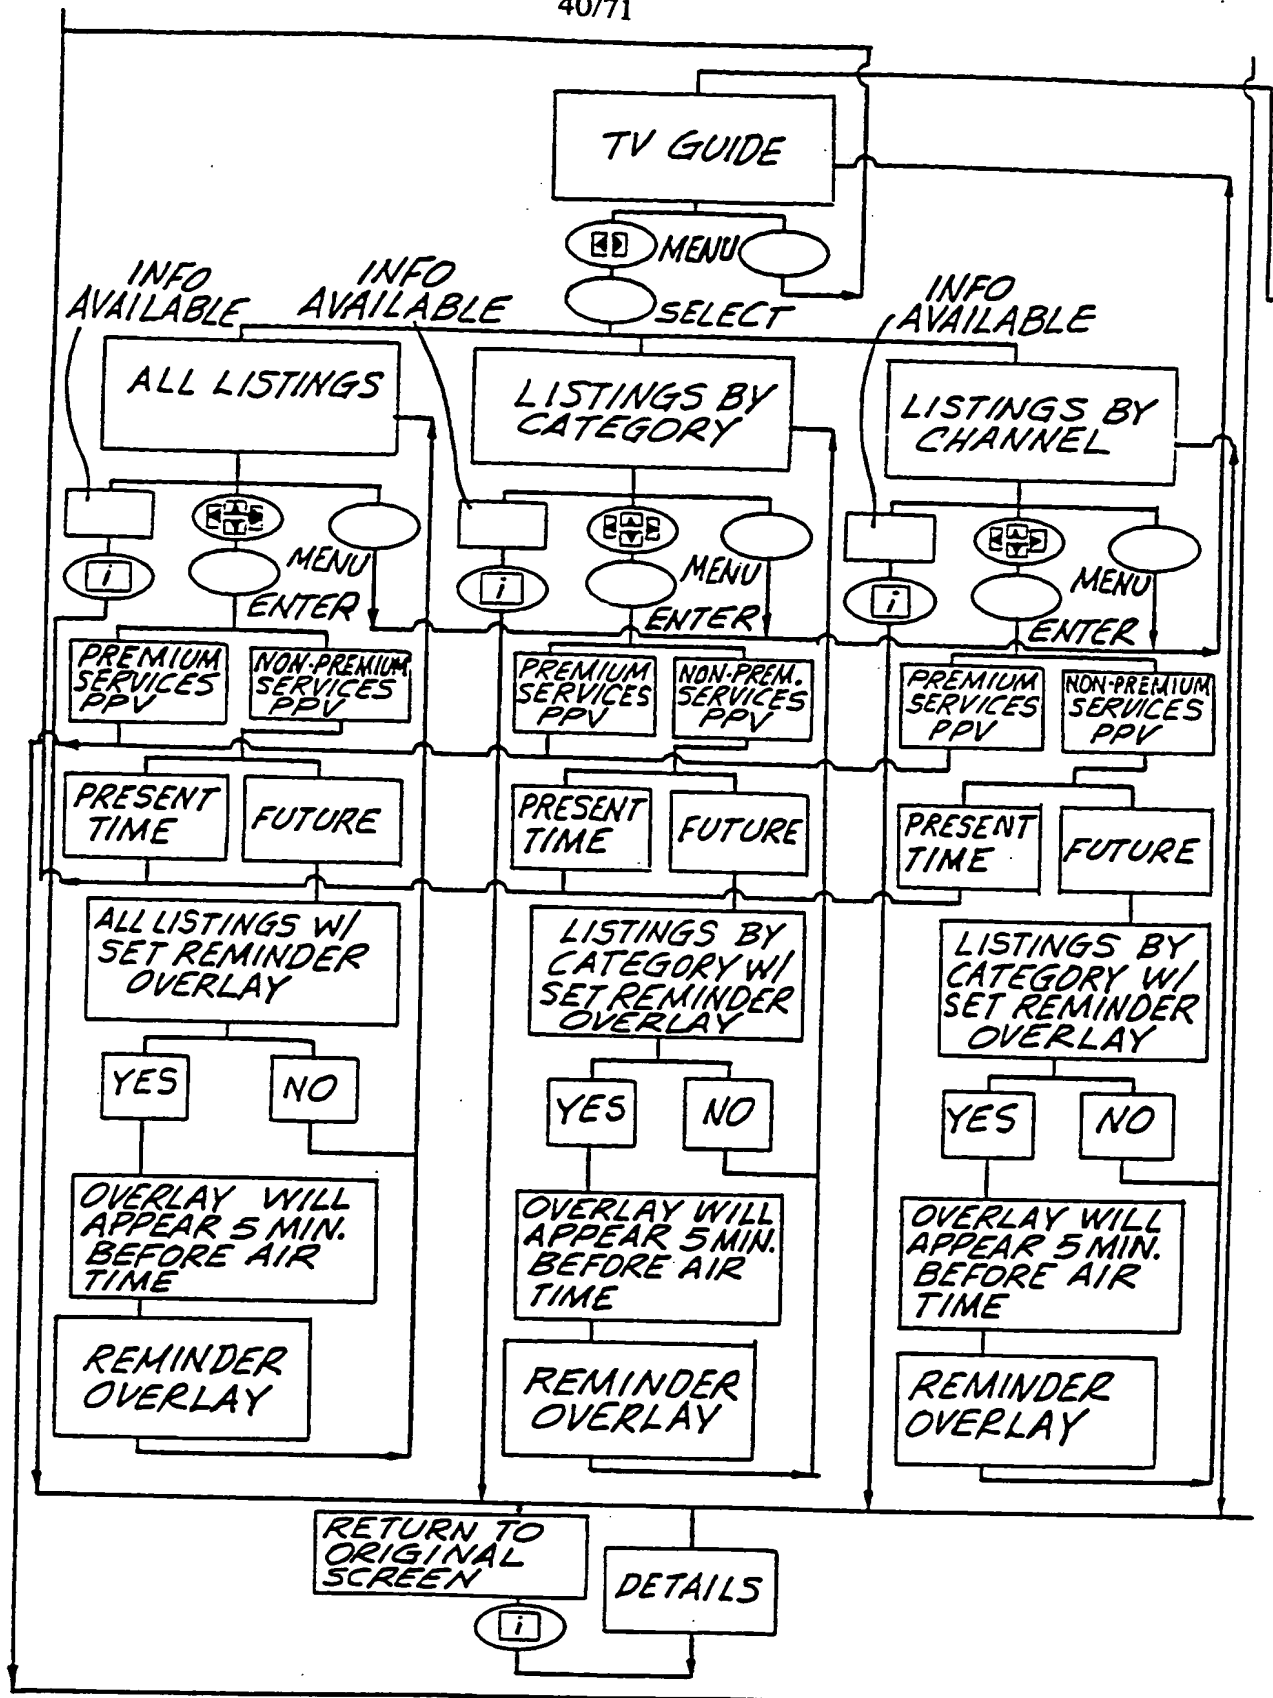 40/71
TV GUIDE
MENU
SELECT
INFO
AVAILABLE
INFO
AVAILABLE
INFO
AVAILABLE
ALL LISTINGS
LISTINGS BY
CATEGORY
LISTINGS BY
CHANNEL
i
MENU
ENTER
i
MENU
ENTER
i
MENU
ENTER
PREMIUM
SERVICES
PPV
NON-PREMIUM
SERVICES
PPV
PREMIUM
SERVICES
PPV
NON-PREM.
SERVICES
PPV
PREMIUM
SERVICES
PPV
NON-PREMIUM
SERVICES
PPV
PRESENT
TIME
FUTURE
PRESENT
TIME
FUTURE
PRESENT
TIME
FUTURE
ALL LISTINGS W/
SET REMINDER
OVERLAY
LISTINGS BY
CATEGORY W/
SET REMINDER
OVERLAY
LISTINGS BY
CATEGORY W/
SET REMINDER
OVERLAY
YES
NO
YES
NO
YES
NO
OVERLAY WILL
APPEAR 5 MIN.
BEFORE AIR
TIME
OVERLAY WILL
APPEAR 5 MIN.
BEFORE AIR
TIME
OVERLAY WILL
APPEAR 5 MIN.
BEFORE AIR
TIME
REMINDER
OVERLAY
REMINDER
OVERLAY
REMINDER
OVERLAY
RETURN TO
ORIGINAL
SCREEN
DETAILS
i